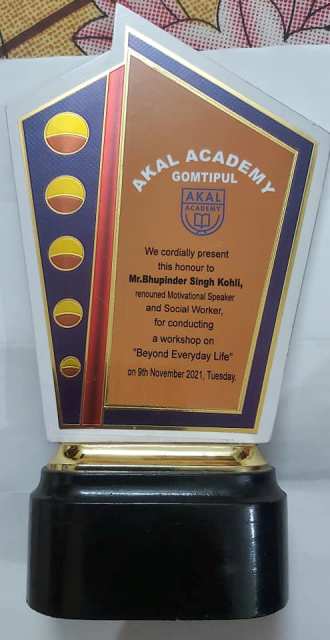 AKAL ACADEMY
GOMTIPUL
AKAL
ACADEMY
We cordially present
this honour to
Mr.Bhupinder Singh Kohli,
renouned Motivational Speaker
and Social Worker,
for conducting
a workshop on
"Beyond Everyday Life"
on 9th November 2021, Tuesday.